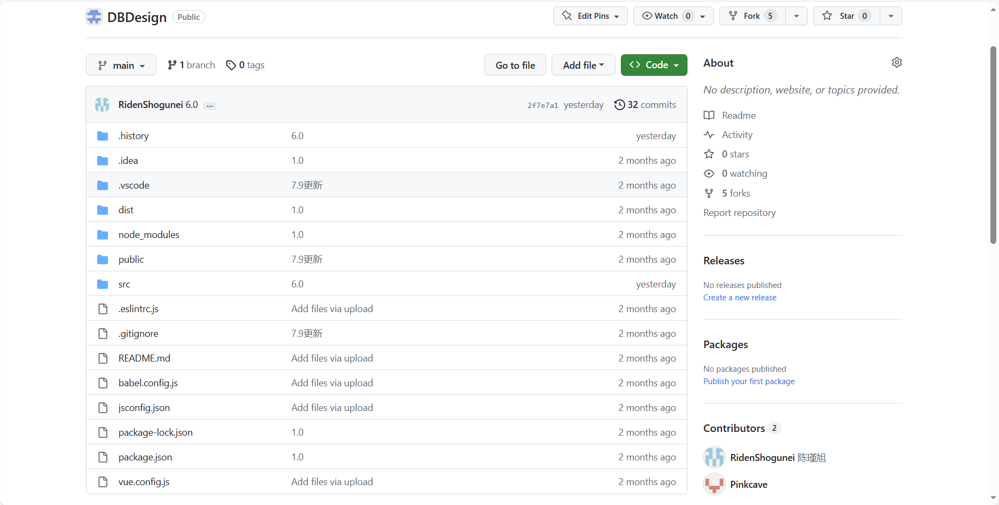 DBDesign Public
Edit Pins Watch 0 Fork 5 Star 0
main 1 branch 0 tags Go to file Add file Code
RidenShogunei 6.0 ... 2f7e7a1 yesterday 32 commits
.history 6.0 yesterday
.idea 1.0 2 months ago
.vscode 7.9更新 2 months ago
dist 1.0 2 months ago
node_modules 1.0 2 months ago
public 7.9更新 2 months ago
src 6.0 yesterday
.eslintrc.js Add files via upload 2 months ago
.gitignore 7.9更新 2 months ago
README.md Add files via upload 2 months ago
babel.config.js Add files via upload 2 months ago
jsconfig.json Add files via upload 2 months ago
package-lock.json 1.0 2 months ago
package.json 1.0 2 months ago
vue.config.js Add files via upload 2 months ago
About
No description, website, or topics provided.
Readme
Activity
0 stars
0 watching
5 forks
Report repository
Releases
No releases published
Create a new release
Packages
No packages published
Publish your first package
Contributors 2
RidenShogunei 陈瑾旭
Pinkcave